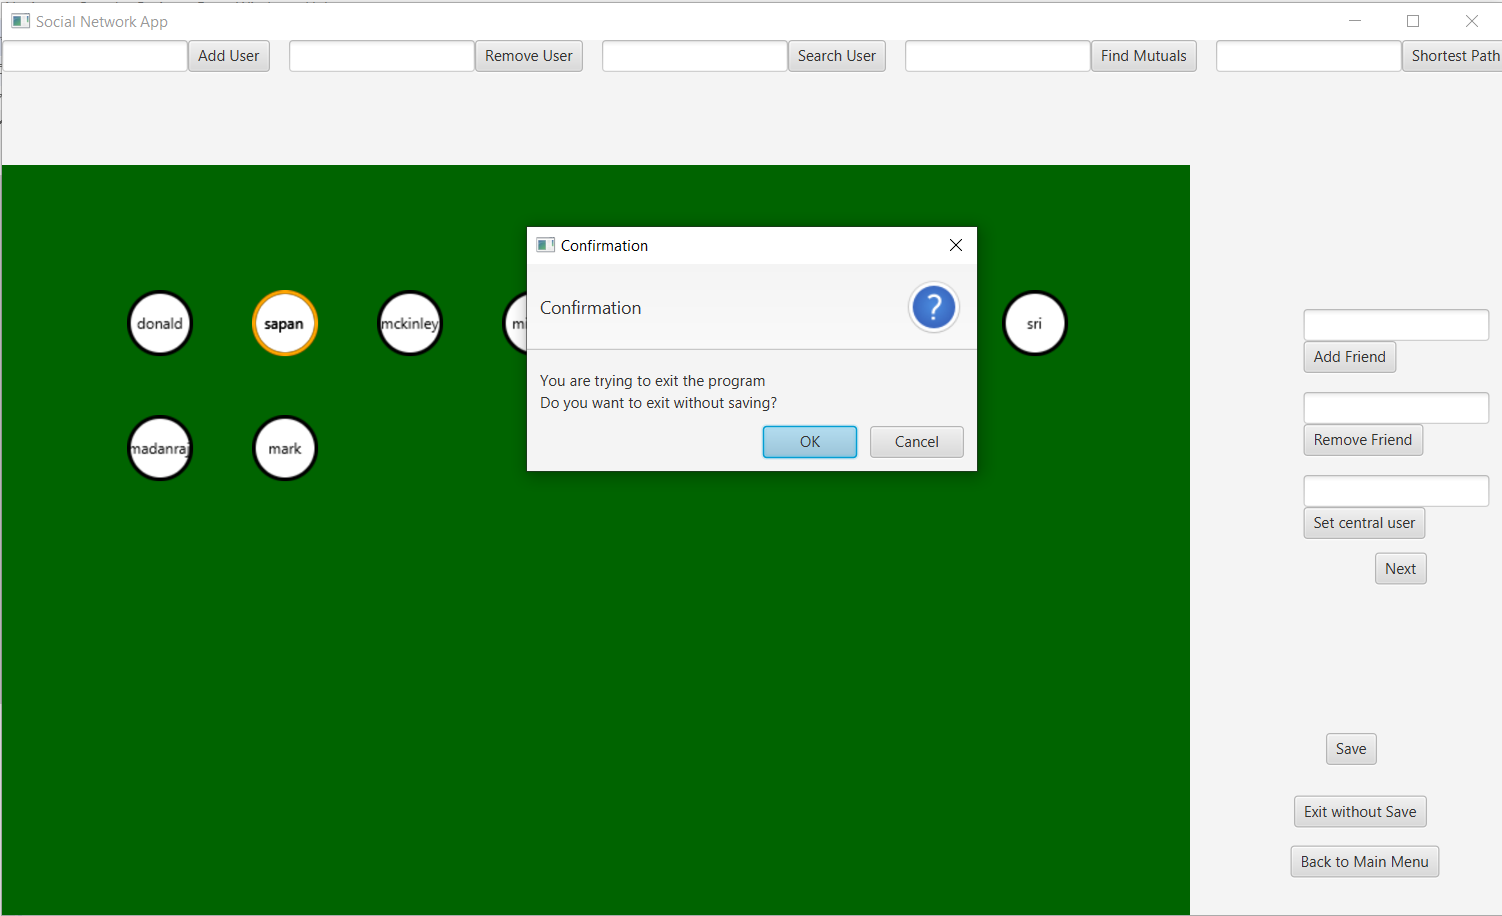 Social Network App
Add User Remove User Search User Find Mutuals Shortest Path
Confirmation
Confirmation
?
donald sapan mckinley mi sri
You are trying to exit the program
Do you want to exit without saving?
OK Cancel
madanraj mark
Add Friend
Remove Friend
Set central user
Next
Save
Exit without Save
Back to Main Menu